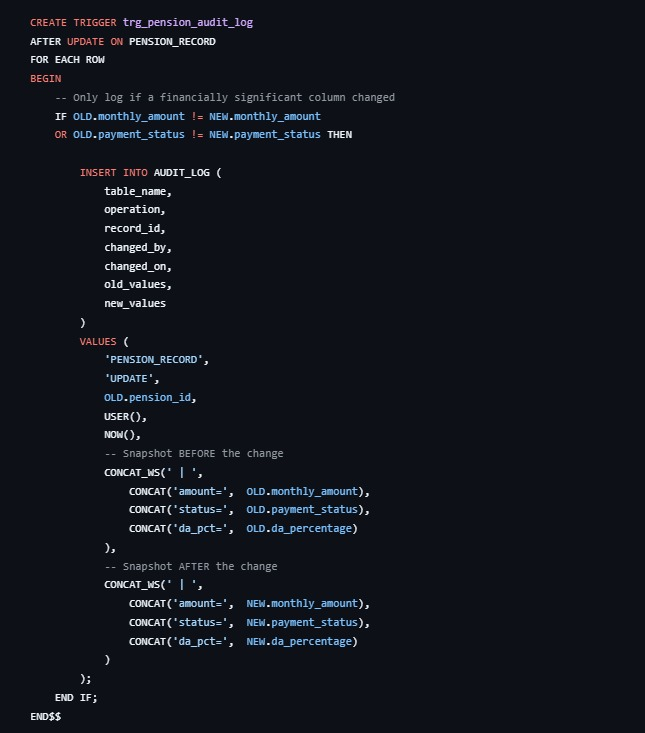 CREATE TRIGGER trg_pension_audit_log
AFTER UPDATE ON PENSION_RECORD
FOR EACH ROW
BEGIN
    -- Only log if a financially significant column changed
    IF OLD.monthly_amount != NEW.monthly_amount
    OR OLD.payment_status != NEW.payment_status THEN

        INSERT INTO AUDIT_LOG (
            table_name,
            operation,
            record_id,
            changed_by,
            changed_on,
            old_values,
            new_values
        )
        VALUES (
            'PENSION_RECORD',
            'UPDATE',
            OLD.pension_id,
            USER(),
            NOW(),
            -- Snapshot BEFORE the change
            CONCAT_WS(' | ',
                CONCAT('amount=',  OLD.monthly_amount),
                CONCAT('status=',  OLD.payment_status),
                CONCAT('da_pct=',  OLD.da_percentage)
            ),
            -- Snapshot AFTER the change
            CONCAT_WS(' | ',
                CONCAT('amount=',  NEW.monthly_amount),
                CONCAT('status=',  NEW.payment_status),
                CONCAT('da_pct=',  NEW.da_percentage)
            )
        );
    END IF;
END$$